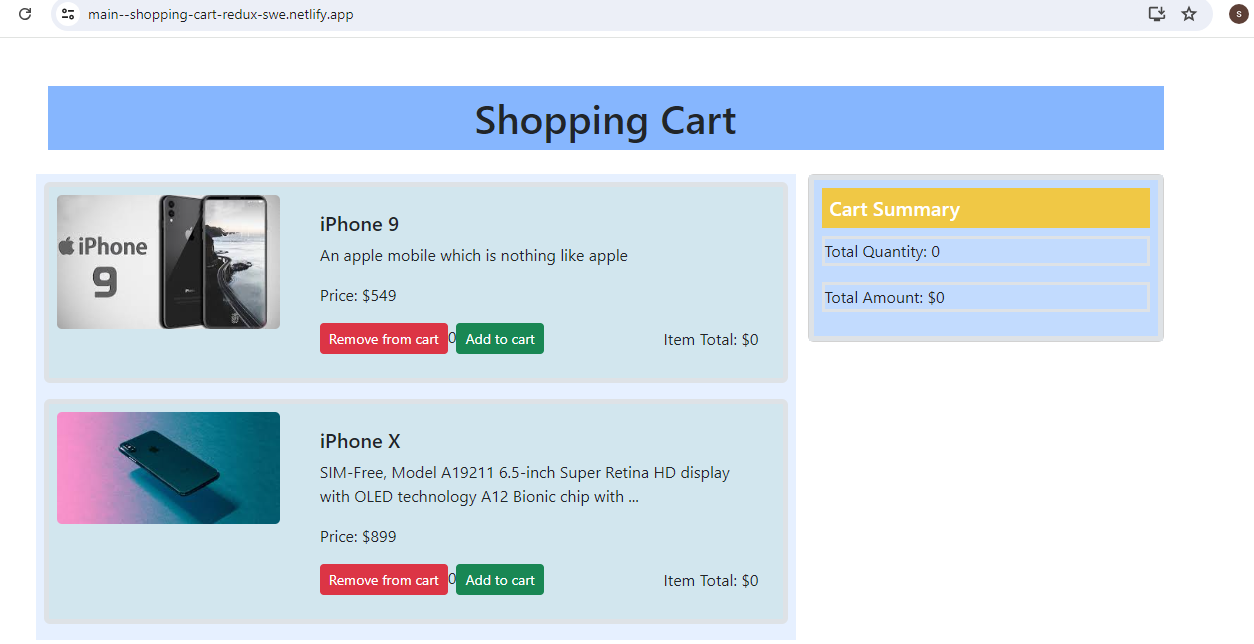 main--shopping-cart-redux-swe.netlify.app
s
Shopping Cart
iPhone
9
iPhone 9
An apple mobile which is nothing like apple
Price: $549
Remove from cart 0 Add to cart
Item Total: $0
iPhone X
SIM-Free, Model A19211 6.5-inch Super Retina HD display
with OLED technology A12 Bionic chip with ...
Price: $899
Remove from cart 0 Add to cart
Item Total: $0
Cart Summary
Total Quantity: 0
Total Amount: $0